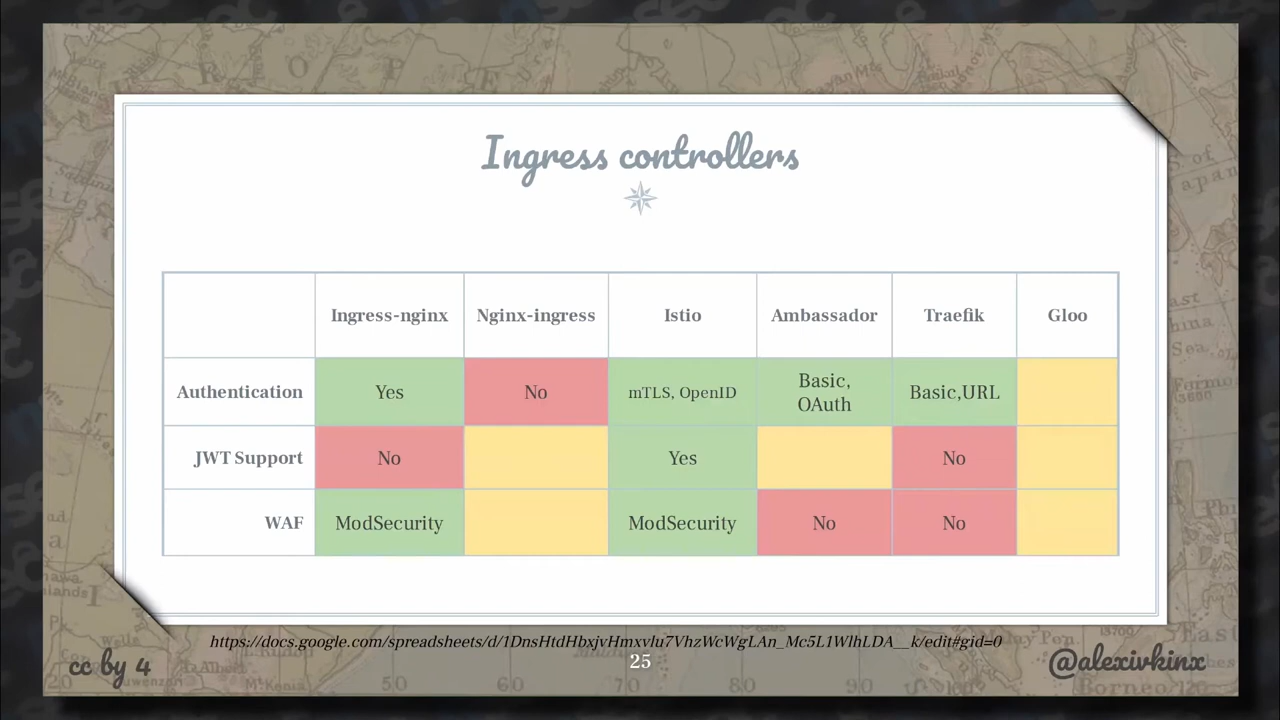 Ingress controllers
Ingress-nginx Nginx-ingress Istio Ambassador Traefik Gloo
Authentication Yes No mTLS, OpenID Basic, OAuth Basic,URL
JWT Support No Yes No
WAF ModSecurity ModSecurity No No
https://docs.google.com/spreadsheets/d/1DnsHtdHbxjvHmxvlu7VhzWcWgLAn_Mc5L1WlhLDA__k/edit#gid=0
cc by 4 25 @alexivkinx